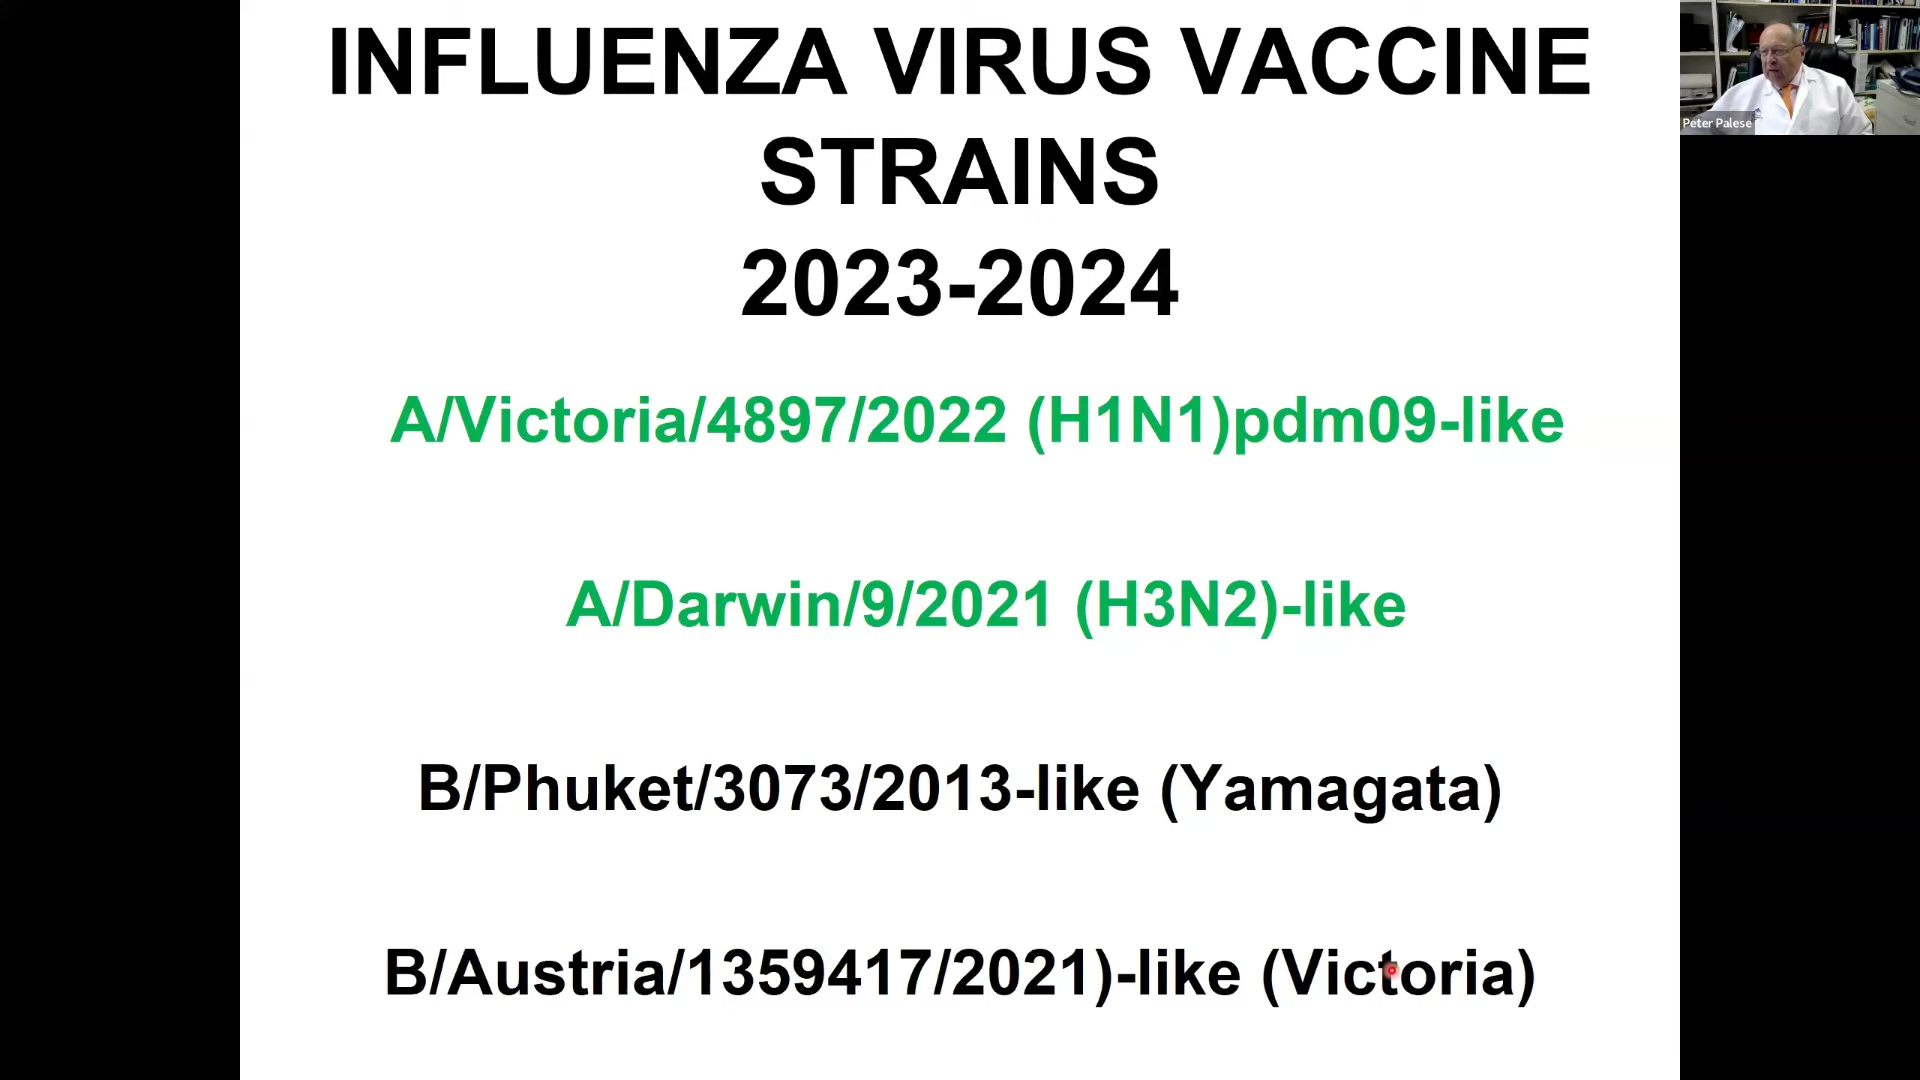 INFLUENZA VIRUS VACCINE
STRAINS
2023-2024
A/Victoria/4897/2022 (H1N1)pdm09-like
A/Darwin/9/2021 (H3N2)-like
B/Phuket/3073/2013-like (Yamagata)
B/Austria/1359417/2021)-like (Victoria)
Peter Palese